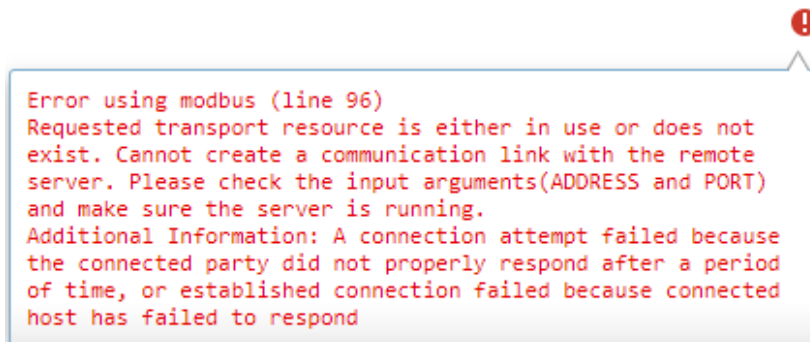 Error using modbus (line 96)
Requested transport resource is either in use or does not
exist. Cannot create a communication link with the remote
server. Please check the input arguments(ADDRESS and PORT)
and make sure the server is running.
Additional Information: A connection attempt failed because
the connected party did not properly respond after a period
of time, or established connection failed because connected
host has failed to respond